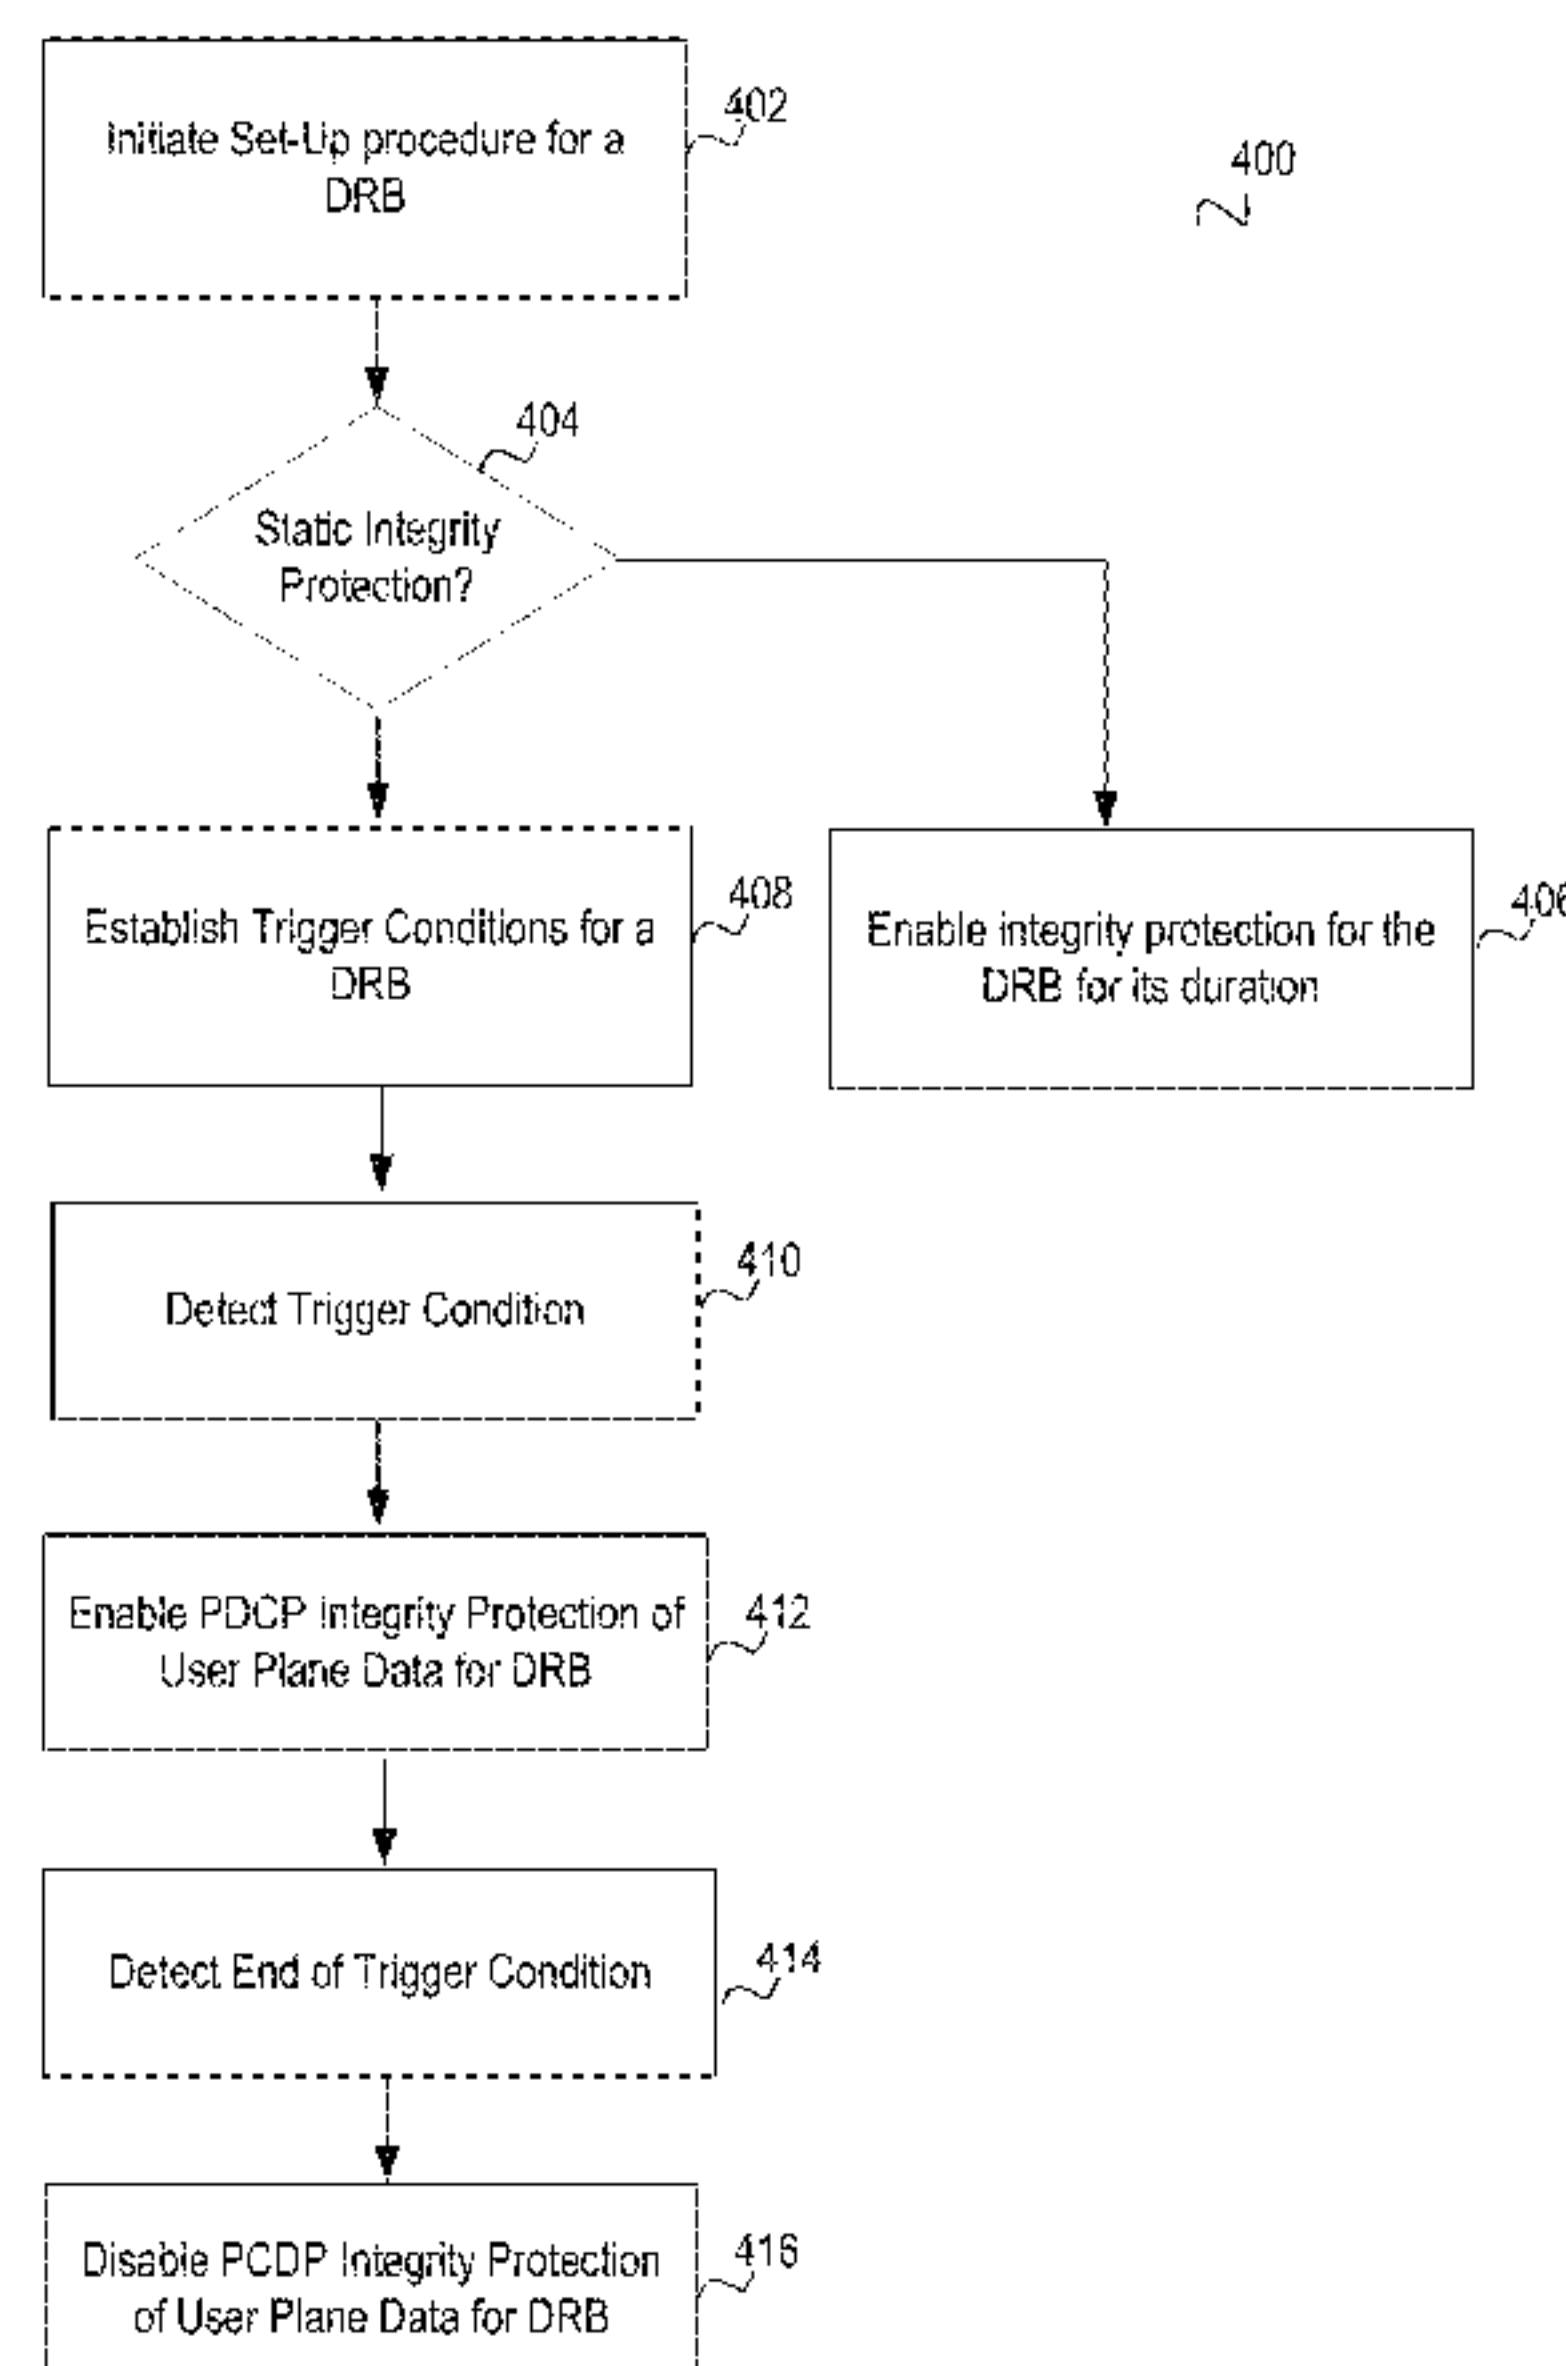 Initiate Set-Up procedure for a
DRB
402
400
404
Static Integrity
Protection?
Establish Trigger Conditions for a
DRB
408
Enable integrity protection for the
DRB for its duration
406
Detect Trigger Condition
410
Enable PDCP Integrity Protection of
User Plane Data for DRB
412
Detect End of Trigger Condition
414
Disable PCDP Integrity Protection
of User Plane Data for DRB
416